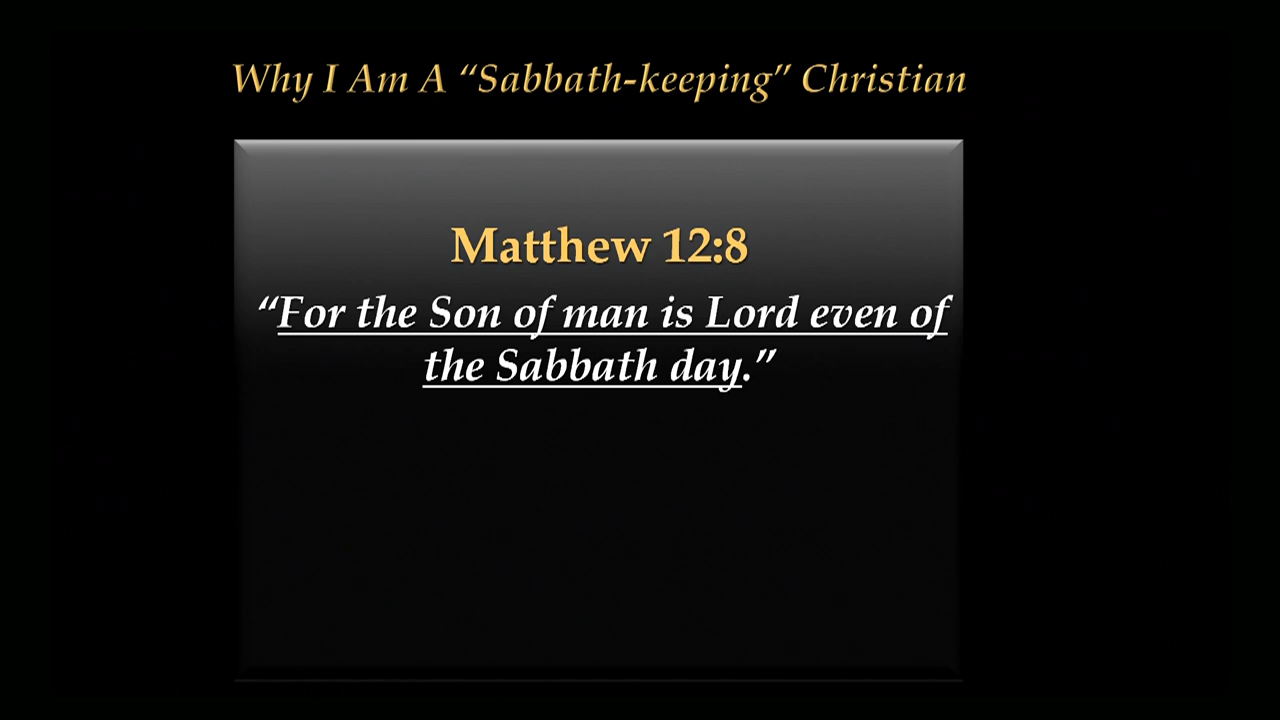 Why I Am A “Sabbath-keeping” Christian
Matthew 12:8
“For the Son of man is Lord even of
the Sabbath day.”